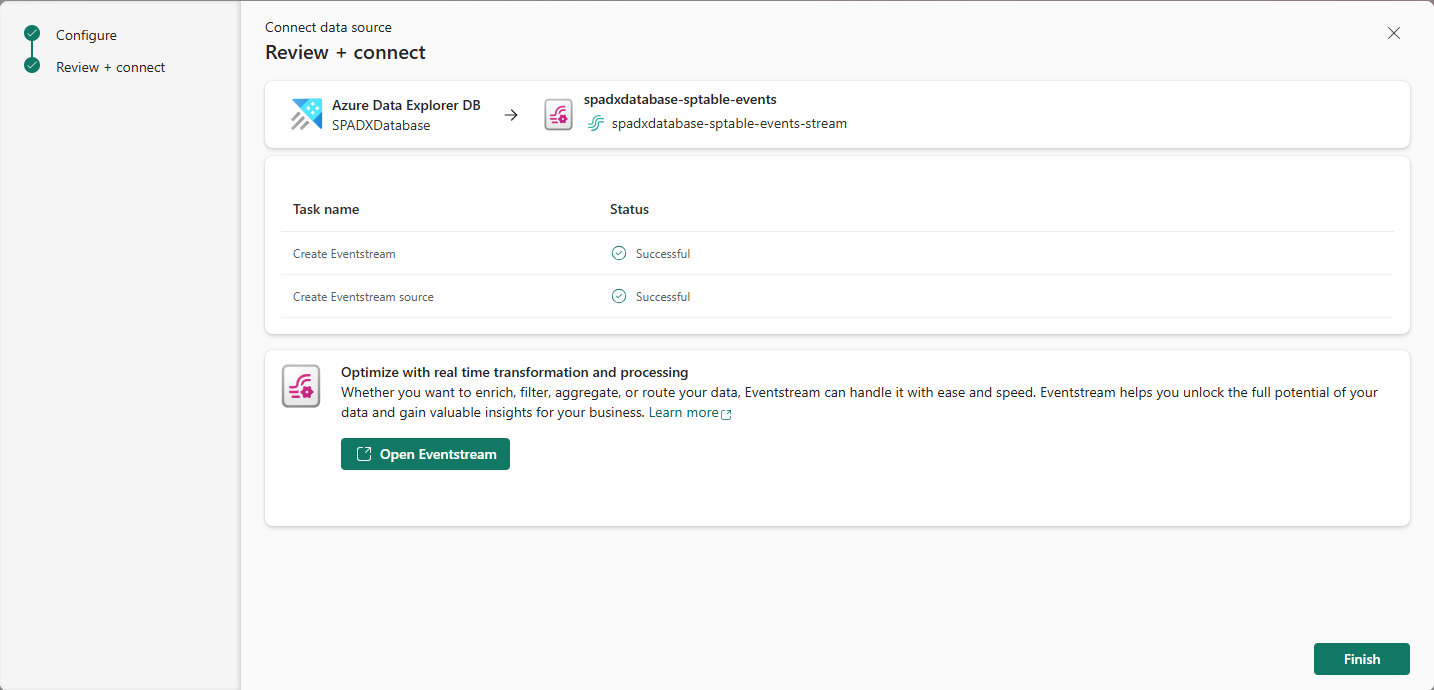 Configure
Review + connect
Connect data source
Review + connect
Azure Data Explorer DB
SPADXDatabase
spadxdatabase-sptable-events
spadxdatabase-sptable-events-stream
Task name Status
Create Eventstream Successful
Create Eventstream source Successful
Optimize with real time transformation and processing
Whether you want to enrich, filter, aggregate, or route your data, Eventstream can handle it with ease and speed. Eventstream helps you unlock the full potential of your
data and gain valuable insights for your business. Learn more
Open Eventstream
Finish